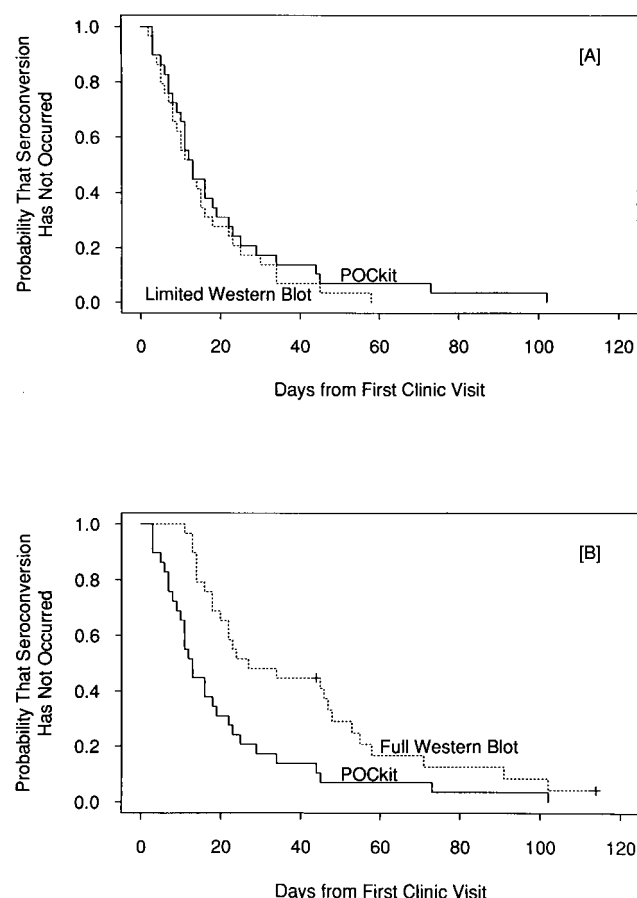 Probability That Seroconversion
Has Not Occurred
1.0
0.8
0.6
0.4
0.2
0.0
[A]
POCkit
Limited Western Blot
0 20 40 60 80 100 120
Days from First Clinic Visit
Probability That Seroconversion
Has Not Occurred
1.0
0.8
0.6
0.4
0.2
0.0
[B]
Full Western Blot
POCkit
0 20 40 60 80 100 120
Days from First Clinic Visit